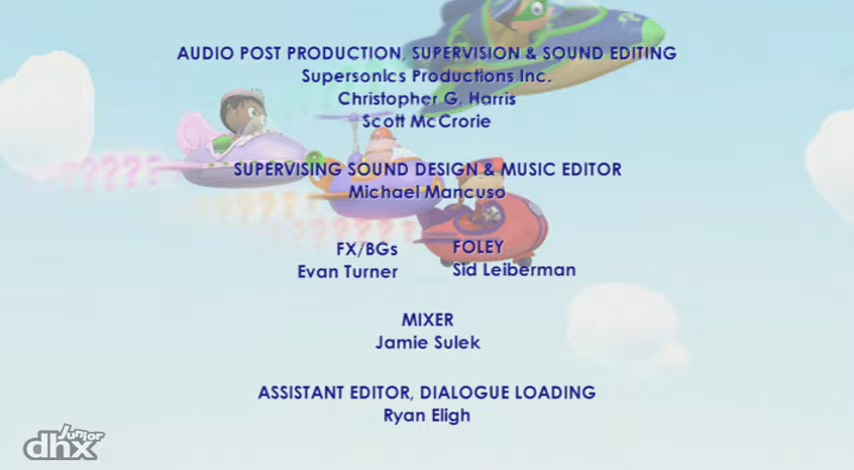 AUDIO POST PRODUCTION, SUPERVISION & SOUND EDITING
Supersonics Productions Inc.
Christopher G. Harris
Scott McCrorie
SUPERVISING SOUND DESIGN & MUSIC EDITOR
Michael Mancuso
FX/BGs
Evan Turner
FOLEY
Sid Leiberman
MIXER
Jamie Sulek
ASSISTANT EDITOR, DIALOGUE LOADING
Ryan Eligh
????
????
??????
dhx Junior